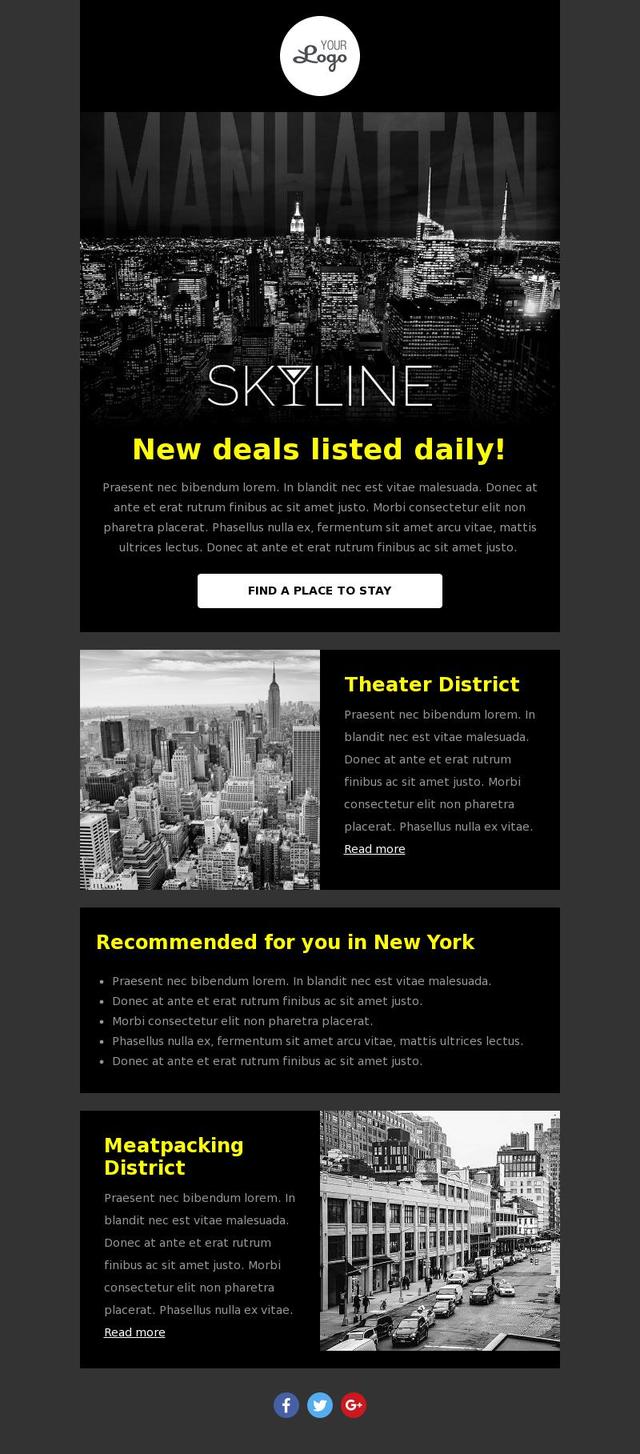 YOUR
Logo
MANHATTAN
SKYLINE
New deals listed daily!
Praesent nec bibendum lorem. In blandit nec est vitae malesuada. Donec at
ante et erat rutrum finibus ac sit amet justo. Morbi consectetur elit non
pharetra placerat. Phasellus nulla ex, fermentum sit amet arcu vitae, mattis
ultrices lectus. Donec at ante et erat rutrum finibus ac sit amet justo.
FIND A PLACE TO STAY
Theater District
Praesent nec bibendum lorem. In
blandit nec est vitae malesuada.
Donec at ante et erat rutrum
finibus ac sit amet justo. Morbi
consectetur elit non pharetra
placerat. Phasellus nulla ex vitae.
Read more
Recommended for you in New York
• Praesent nec bibendum lorem. In blandit nec est vitae malesuada.
• Donec at ante et erat rutrum finibus ac sit amet justo.
• Morbi consectetur elit non pharetra placerat.
• Phasellus nulla ex, fermentum sit amet arcu vitae, mattis ultrices lectus.
• Donec at ante et erat rutrum finibus ac sit amet justo.
Meatpacking
District
Praesent nec bibendum lorem. In
blandit nec est vitae malesuada.
Donec at ante et erat rutrum
finibus ac sit amet justo. Morbi
consectetur elit non pharetra
placerat. Phasellus nulla ex vitae.
Read more